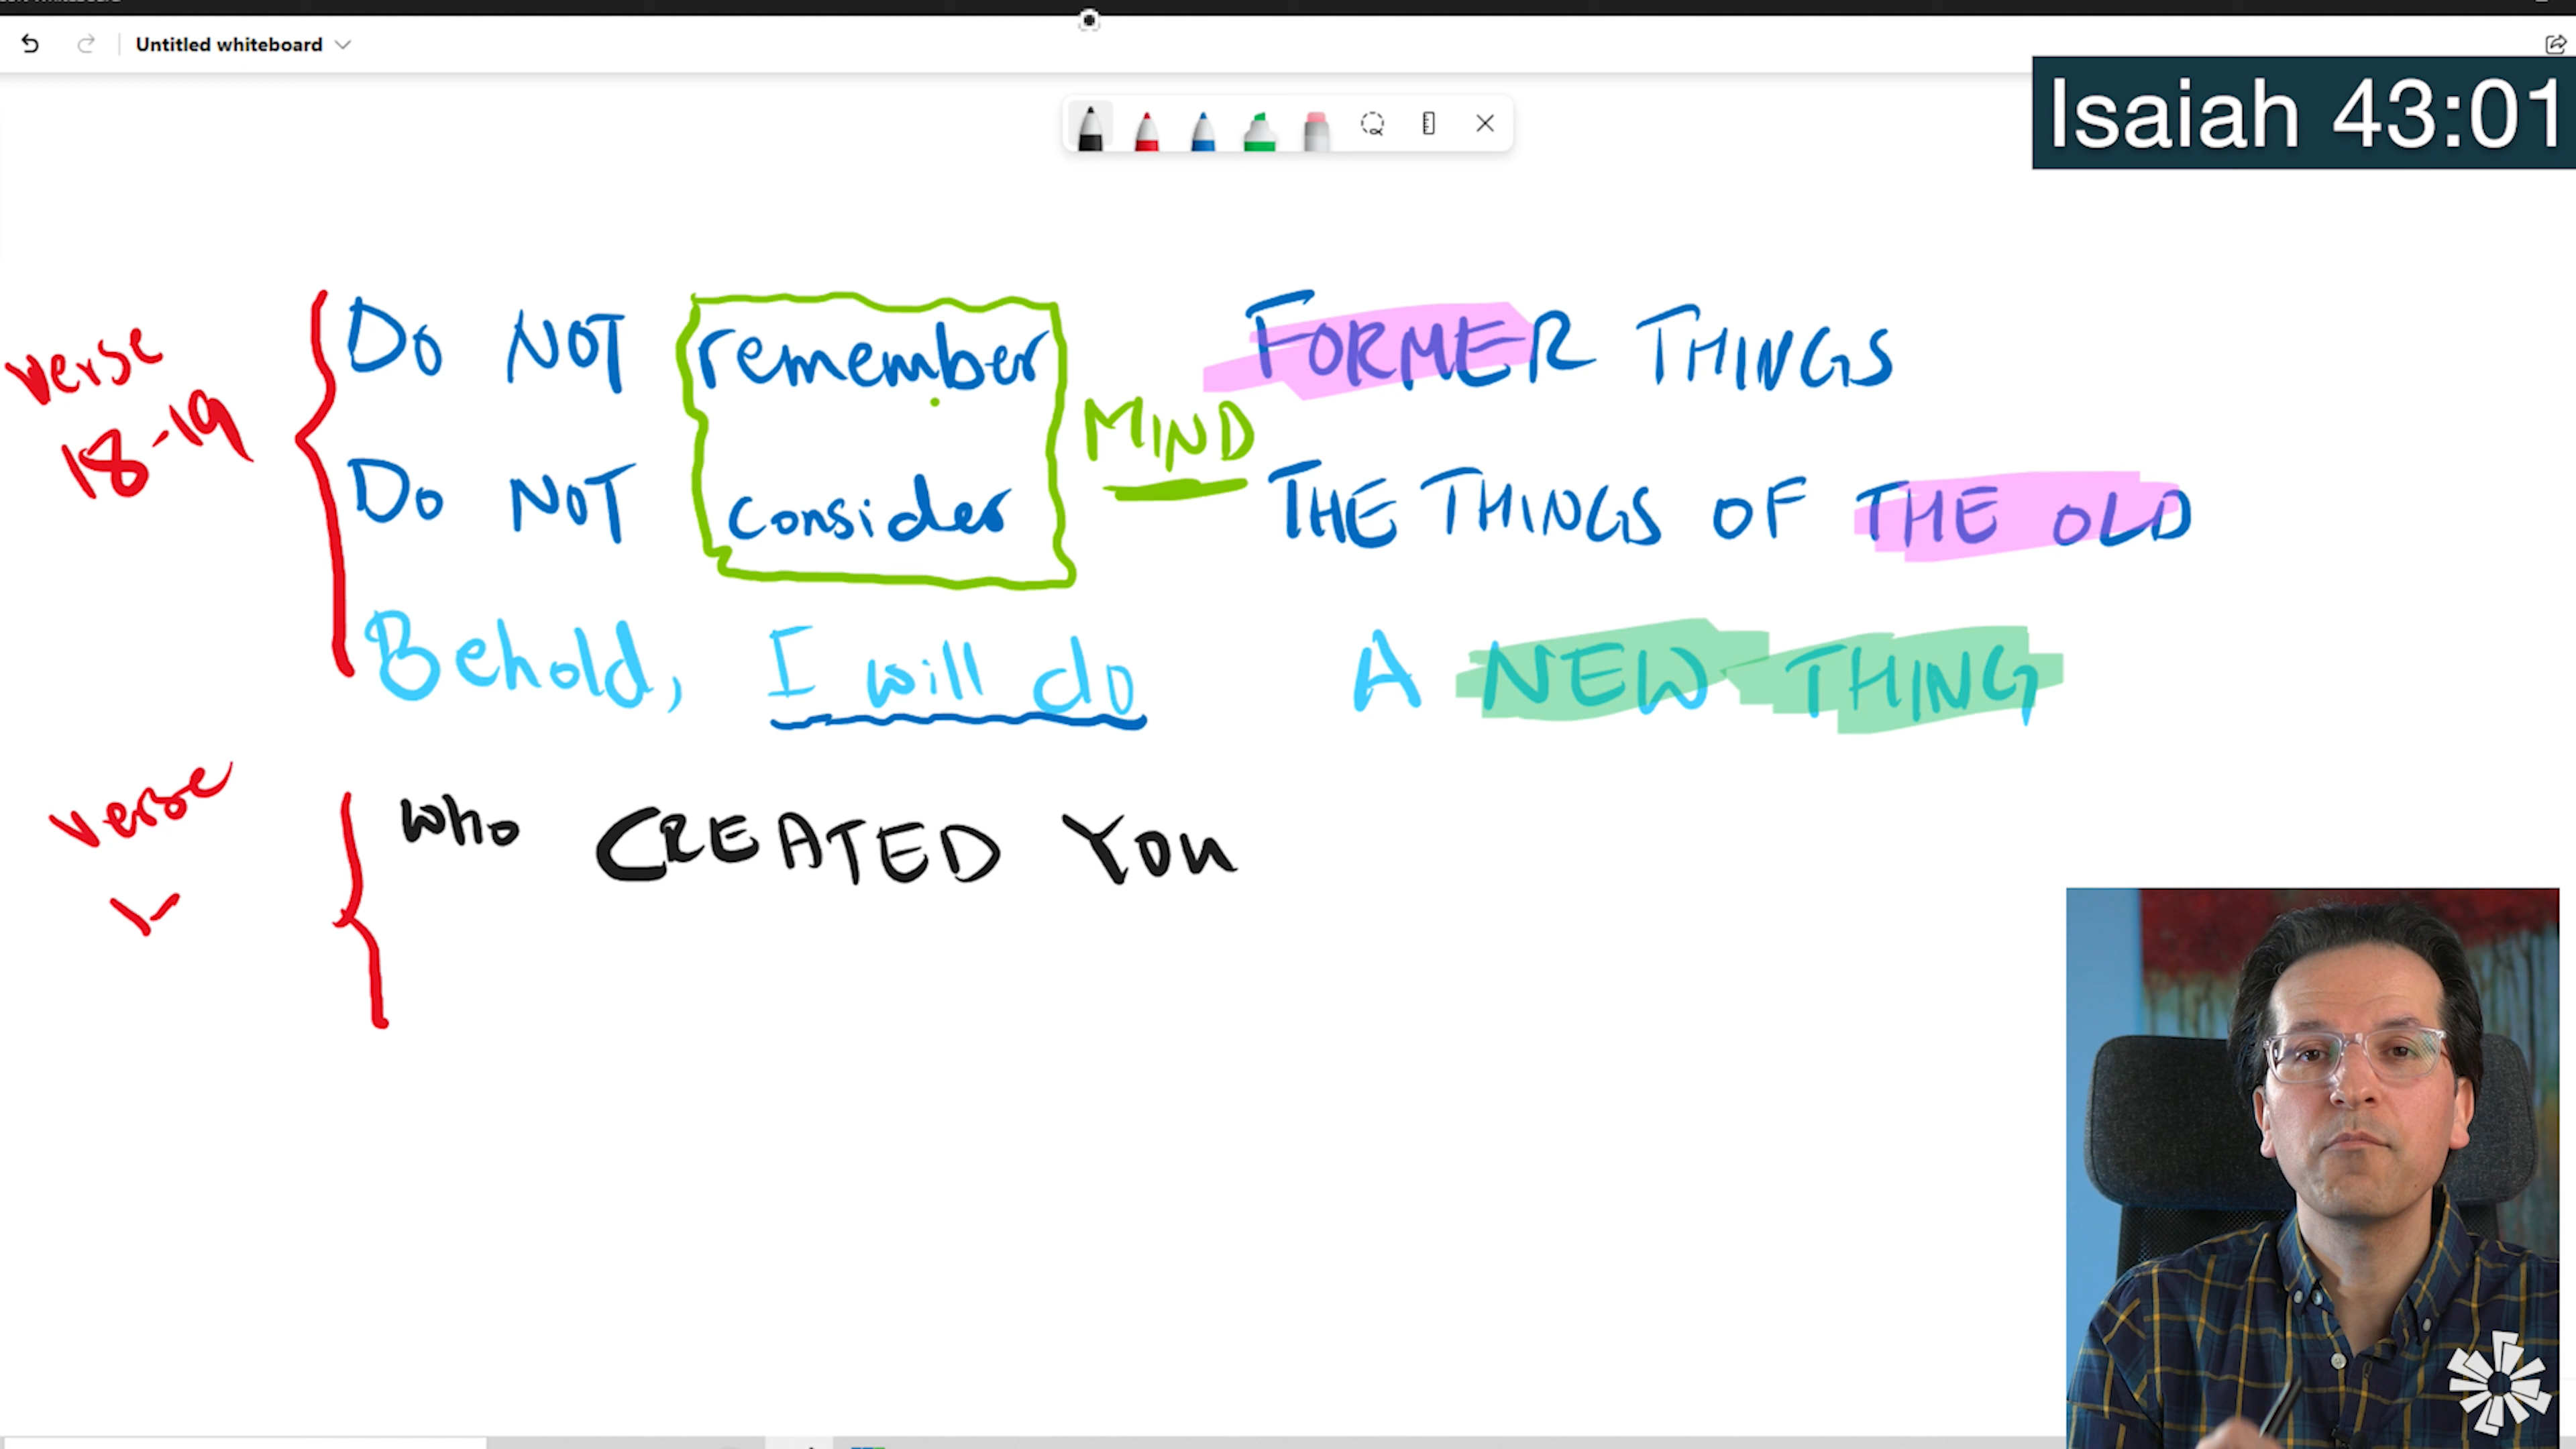 Untitled whiteboard
Isaiah 43:01
verse
18-19
Do NOT remember FORMER THINGS
MIND
Do NOT consider THE THINGS OF THE OLD
Behold, I will do A NEW THING
verse
1-
who CREATED You